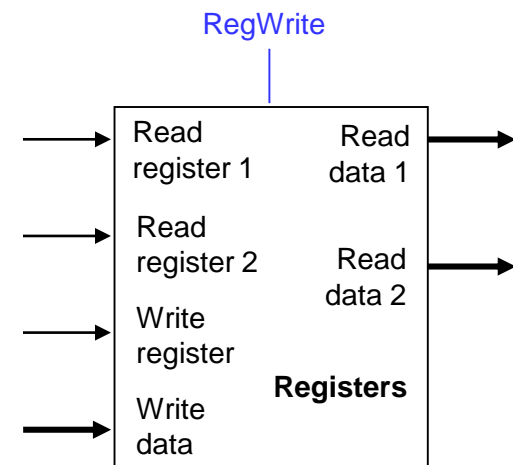 RegWrite
Read
register 1
Read
data 1
Read
register 2
Read
data 2
Write
register
Registers
Write
data